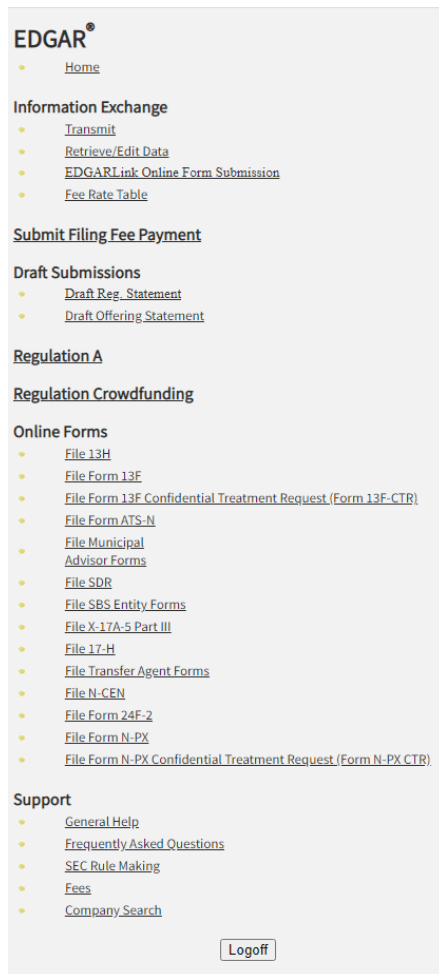 EDGAR®
Home
Information Exchange
Transmit
Retrieve/Edit Data
EDGARLink Online Form Submission
Fee Rate Table
Submit Filing Fee Payment
Draft Submissions
Draft Reg. Statement
Draft Offering Statement
Regulation A
Regulation Crowdfunding
Online Forms
File 13H
File Form 13F
File Form 13F Confidential Treatment Request (Form 13F-CTR)
File Form ATS-N
File Municipal
Advisor Forms
File SDR
File SBS Entity Forms
File X-17A-5 Part III
File 17-H
File Transfer Agent Forms
File N-CEN
File Form 24F-2
File Form N-PX
File Form N-PX Confidential Treatment Request (Form N-PX CTR)
Support
General Help
Frequently Asked Questions
SEC Rule Making
Fees
Company Search
Logoff